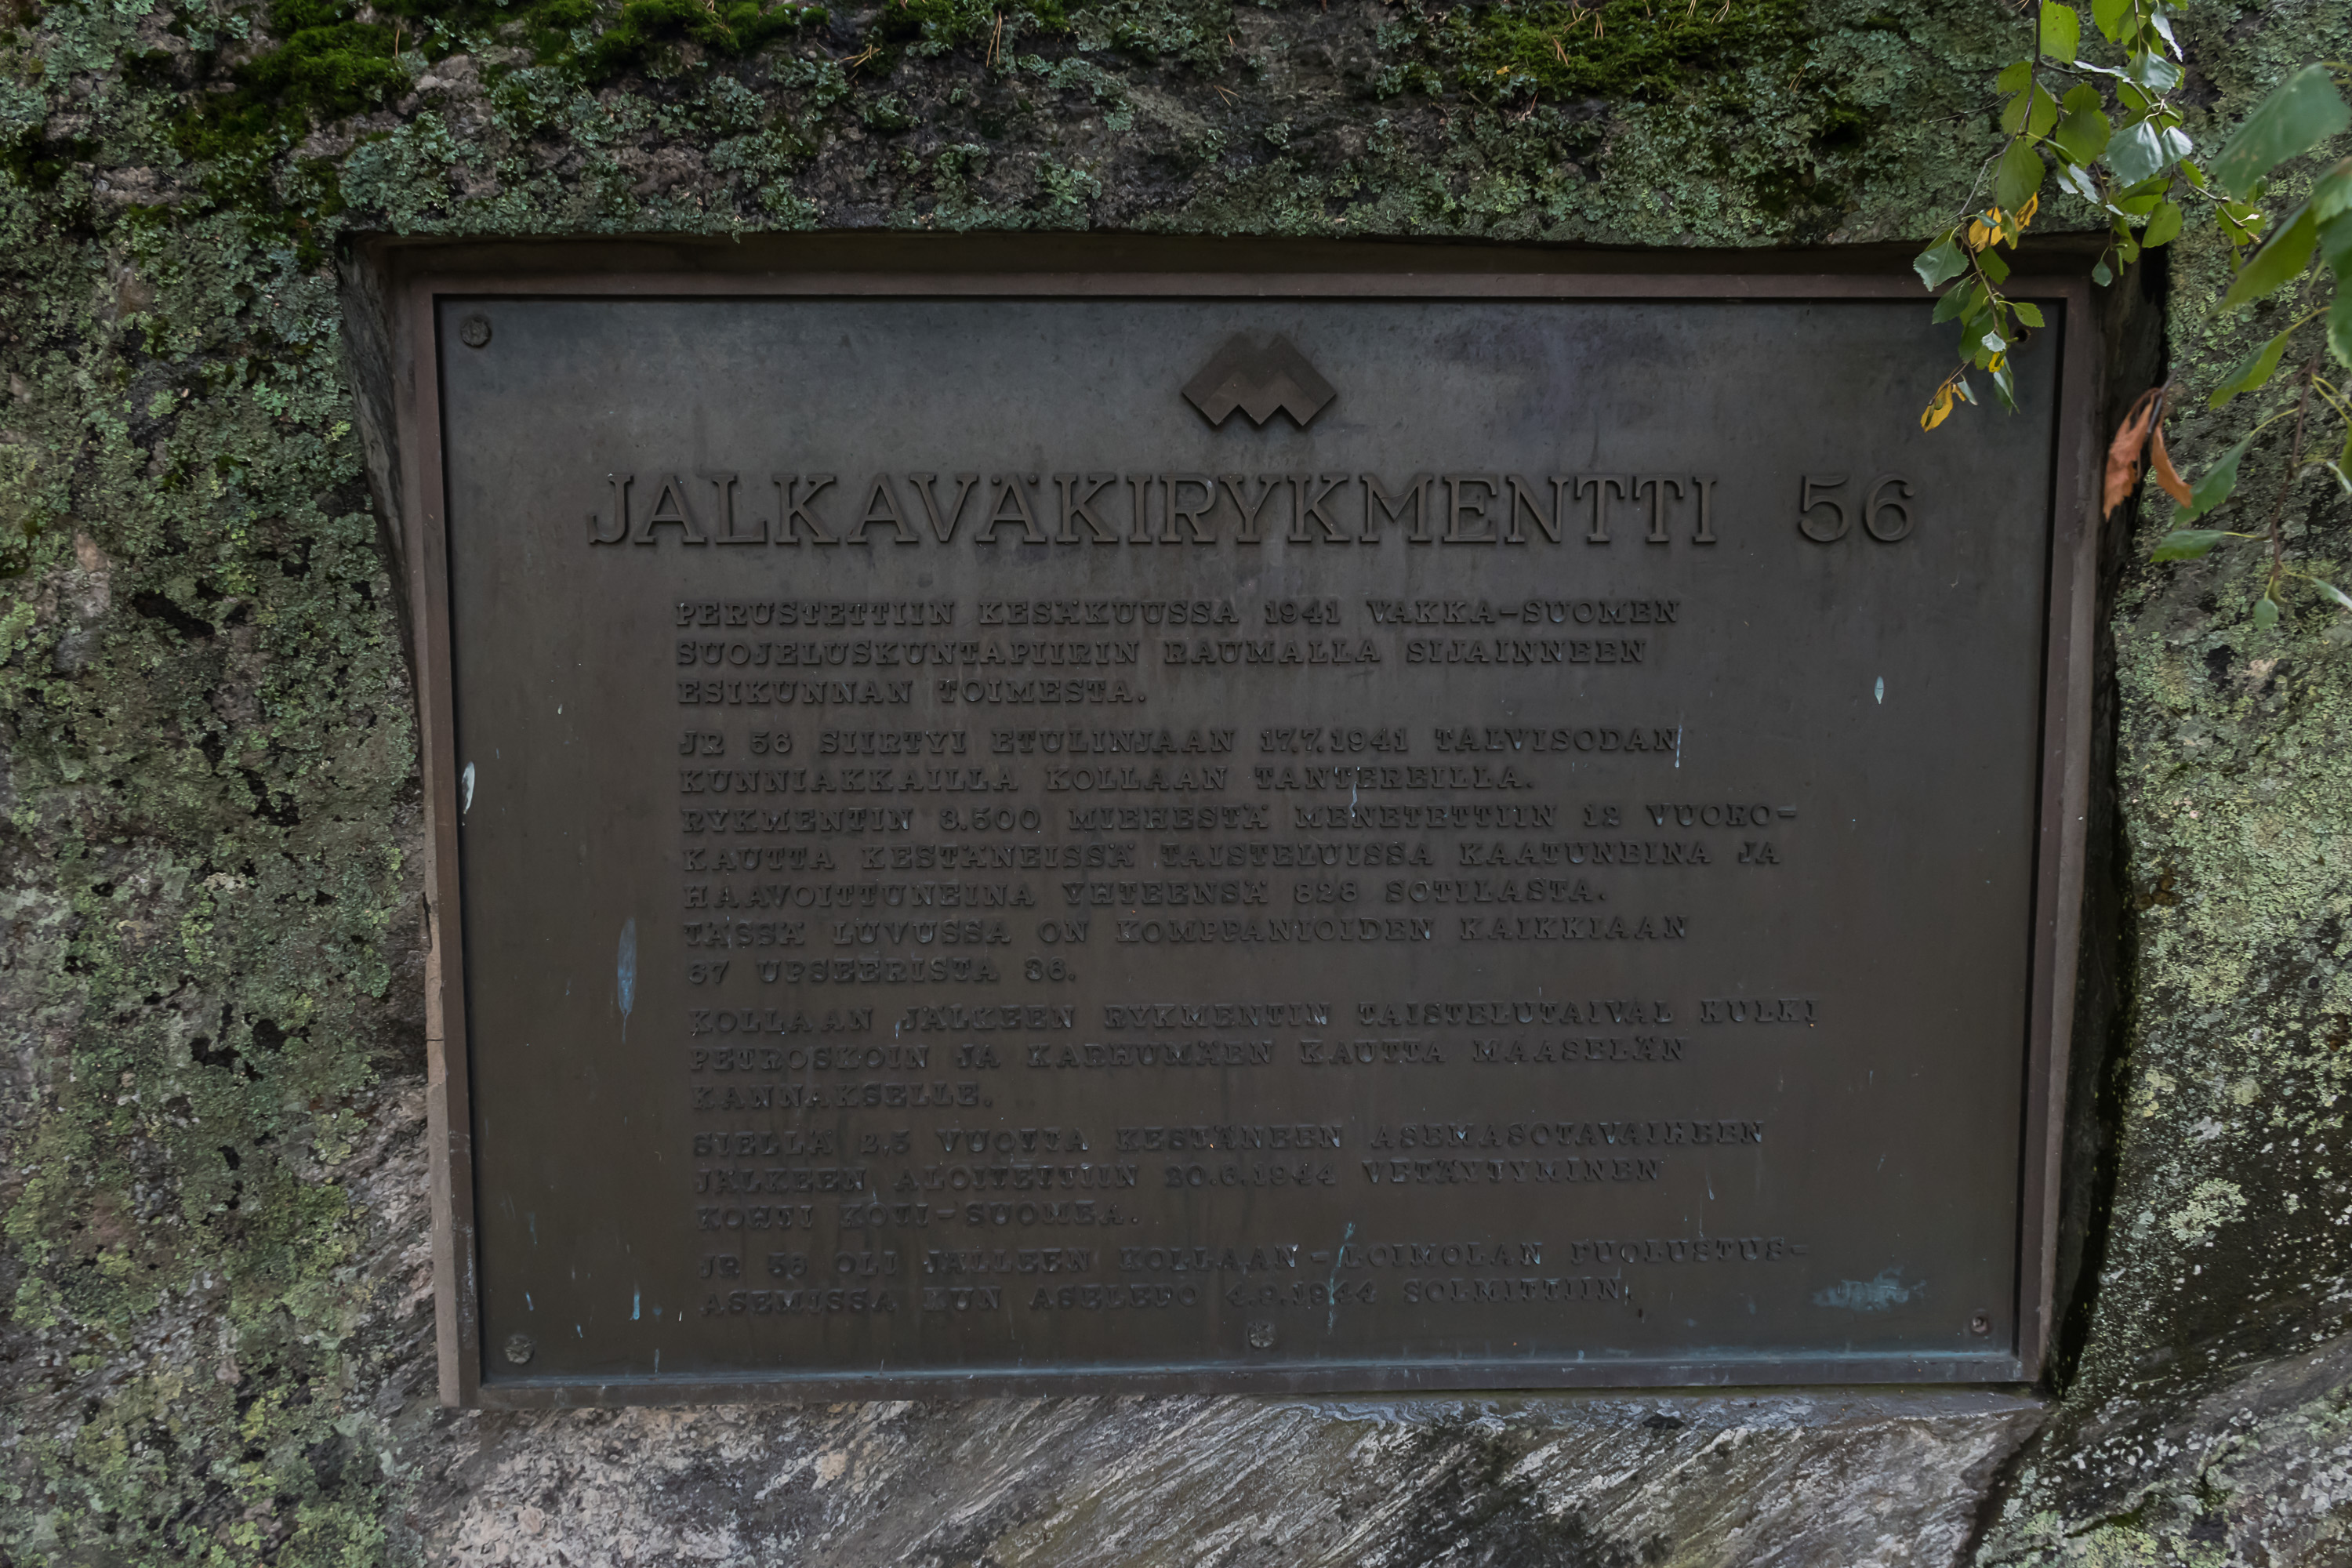 JALKAVÄKIRYKMENTTI 56
PERUSTETTIIN KESÄKUUSSA 1941 VAKKA-SUOMEN
SUOJELUSKUNTAPIIRIN RAUMALLA SIJAINNEEN
ESIKUNNAN TOIMESTA.
JR 56 SIIRTYI ETULINJAAN 17.7.1941 TALVISODAN
KUNNIAKKAILLA KOLLAAN TANTEREILLA.
RYKMENTIN 3.500 MIEHESTÄ MENETETTIIN 12 VUORO-
KAUTTA KESTÄNEISSÄ TAISTELUISSA KAATUNEINA JA
HAAVOITTUNEINA YHTEENSÄ 828 SOTILASTA.
TÄSSÄ LUVUSSA ON KOMPPANIOIDEN KAIKKIAAN
67 UPSEERISTA 36.
KOLLAAN JÄLKEEN RYKMENTIN TAISTELUTAIVAL KULKI
PETROSKOIN JA KARHUMÄEN KAUTTA MAASELÄN
KANNAKSELLE.
SIELLÄ 2,5 VUOTTA KESTÄNEEN ASEMASOTAVAIHEEN
JÄLKEEN ALOITETTIIN 20.6.1944 VETÄYTYMINEN
KOHTI KOTI-SUOMEA.
JR 56 OLI JÄLLEEN KOLLAAN-LOIMOLAN PUOLUSTUS-
ASEMISSA KUN ASELEPO 4.9.1944 SOLMITTIIN.